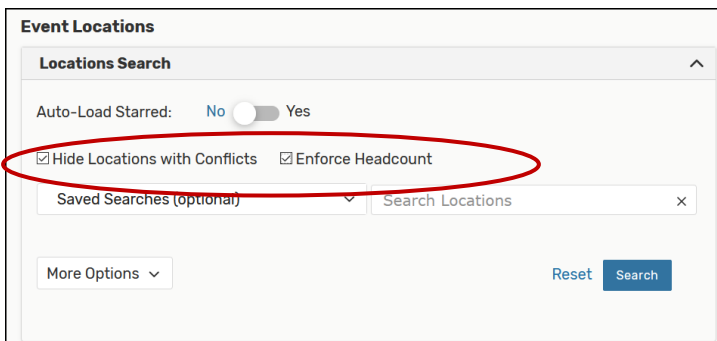 Event Locations
Locations Search
Auto-Load Starred: No Yes
Hide Locations with Conflicts Enforce Headcount
Saved Searches (optional) Search Locations
More Options Reset Search